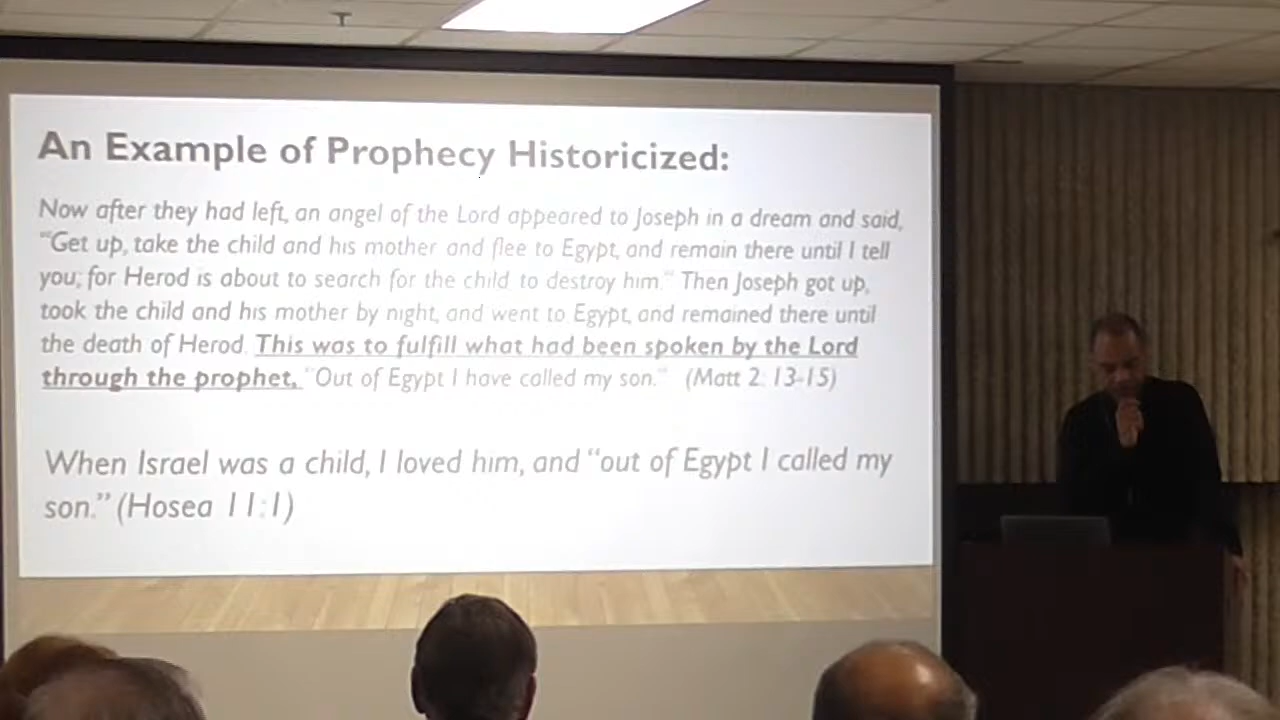 An Example of Prophecy Historicized:
Now after they had left, an angel of the Lord appeared to Joseph in a dream and said,
"Get up, take the child and his mother and flee to Egypt, and remain there until I tell
you; for Herod is about to search for the child to destroy him." Then Joseph got up,
took the child and his mother by night, and went to Egypt, and remained there until
the death of Herod. This was to fulfill what had been spoken by the Lord
through the prophet, "Out of Egypt I have called my son." (Matt 2: 13-15)
When Israel was a child, I loved him, and “out of Egypt I called my
son.” (Hosea 11:1)